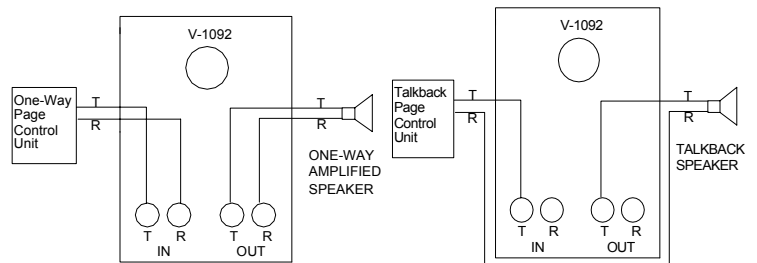 V-1092
One-Way
Page
Control
Unit
T
R
T
R
ONE-WAY
AMPLIFIED
SPEAKER
T R T R
IN OUT
V-1092
Talkback
Page
Control
Unit
T
R
T
R
TALKBACK
SPEAKER
T R T R
IN OUT